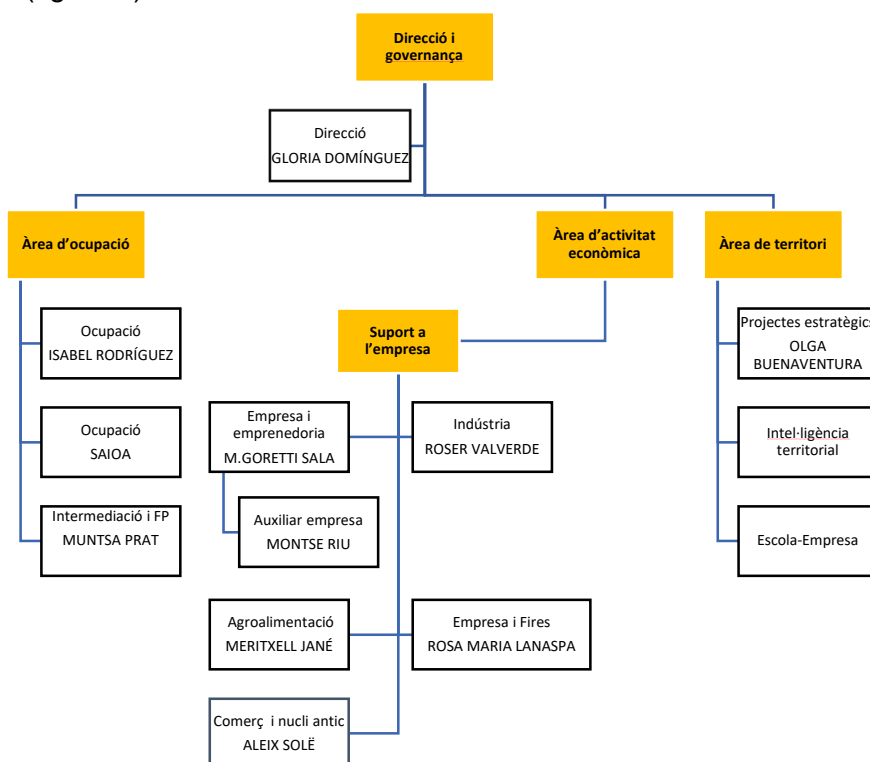 Direcció i
governança
Direcció
GLORIA DOMÍNGUEZ
Àrea d’ocupació
Àrea d’activitat
econòmica
Àrea de territori
Ocupació
ISABEL RODRÍGUEZ
Suport a
l’empresa
Projectes estratègics
OLGA
BUENAVENTURA
Ocupació
SAIOA
Empresa i
emprenedoria
M.GORETTI SALA
Indústria
ROSER VALVERDE
Intel·ligència
territorial
Intermediació i FP
MUNTSA PRAT
Auxiliar empresa
MONTSE RIU
Escola-Empresa
Agroalimentació
MERITXELL JANÉ
Empresa i Fires
ROSA MARIA LANASPA
Comerç i nucli antic
ALEIX SOLË